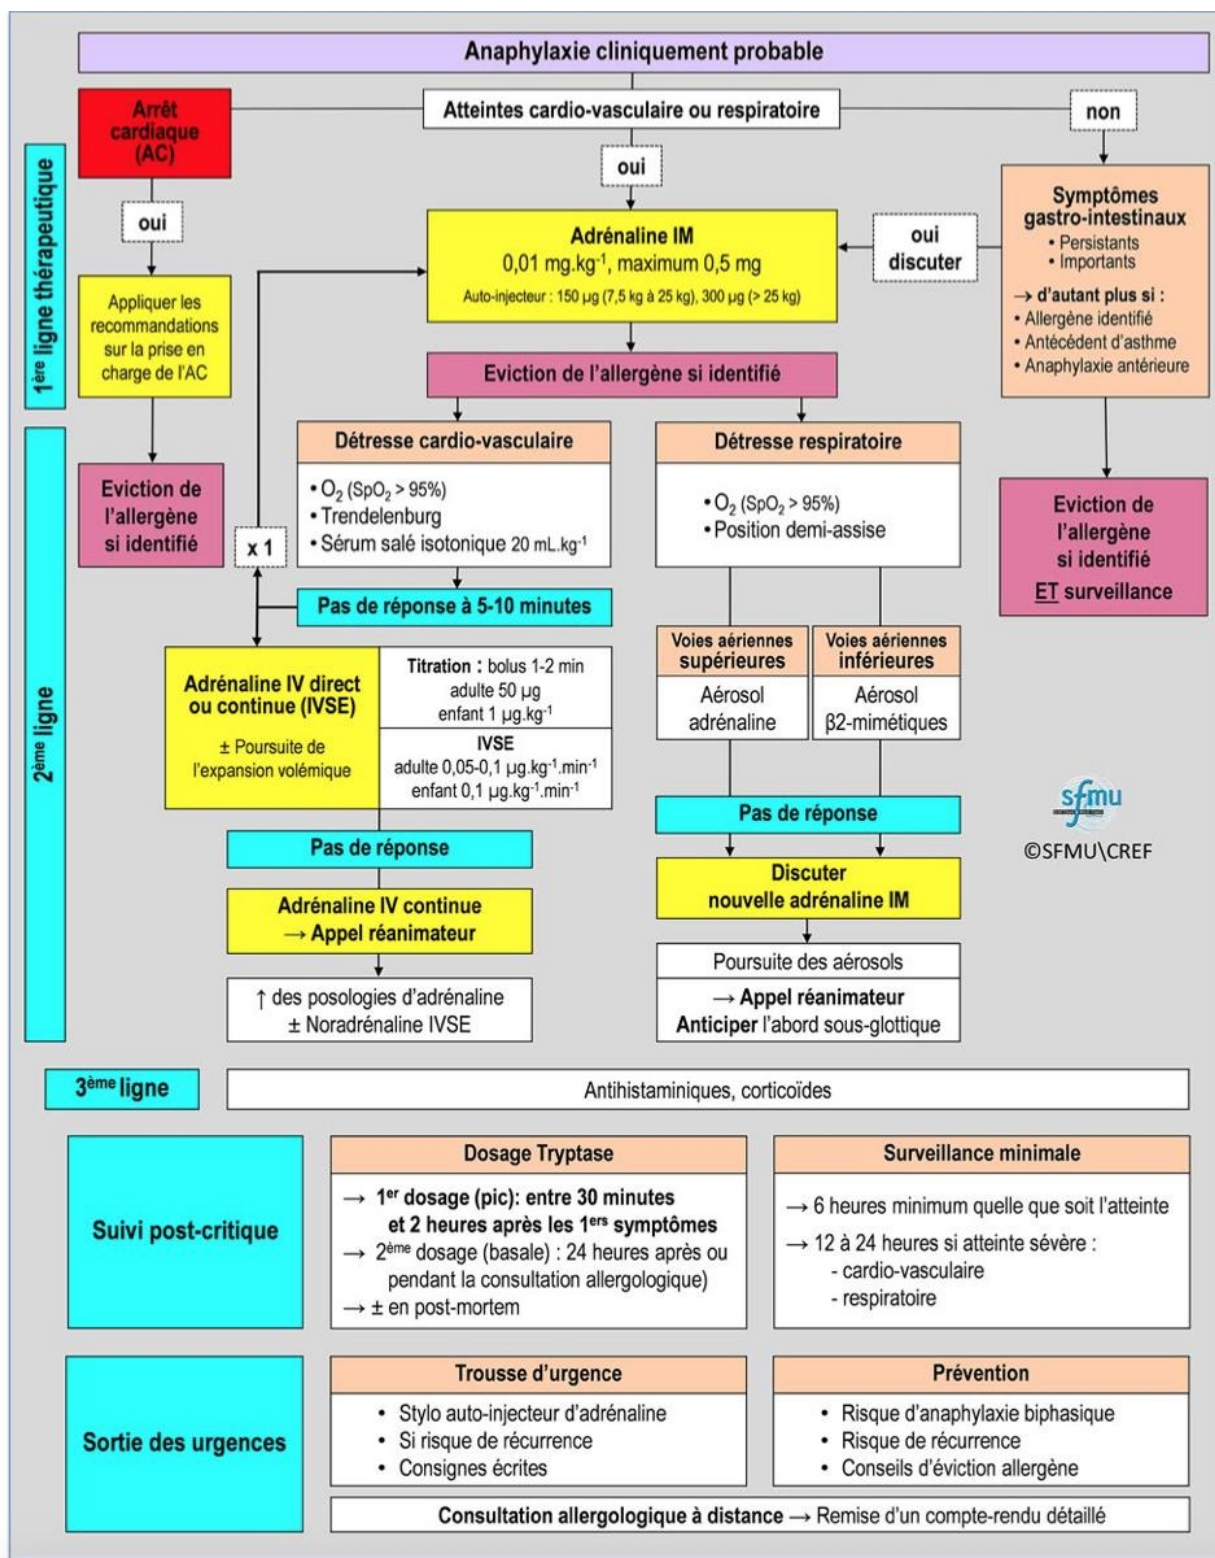 Anaphylaxie cliniquement probable
Arrêt
cardiaque
(AC)
Atteintes cardio-vasculaire ou respiratoire
non
oui
oui
1ère ligne thérapeutique
Appliquer les
recommandations
sur la prise en
charge de l'AC
Adrénaline IM
0,01 mg.kg⁻¹, maximum 0,5 mg
Auto-injecteur : 150 µg (7,5 kg à 25 kg), 300 µg (> 25 kg)
oui
discuter
Symptômes
gastro-intestinaux
• Persistants
• Importants
→ d'autant plus si :
• Allergène identifié
• Antécédent d'asthme
• Anaphylaxie antérieure
Eviction de l'allergène si identifié
2ème ligne
Eviction de
l'allergène
si identifié
x 1
Détresse cardio-vasculaire
• O₂ (SpO₂ > 95%)
• Trendelenburg
• Sérum salé isotonique 20 mL.kg⁻¹
Pas de réponse à 5-10 minutes
Détresse respiratoire
• O₂ (SpO₂ > 95%)
• Position demi-assise
Eviction de
l'allergène
si identifié
ET surveillance
Adrénaline IV direct
ou continue (IVSE)
± Poursuite de
l'expansion volémique
Titration : bolus 1-2 min
adulte 50 µg
enfant 1 µg.kg⁻¹
IVSE
adulte 0,05-0,1 µg.kg⁻¹.min⁻¹
enfant 0,1 µg.kg⁻¹.min⁻¹
Voies aériennes
supérieures
Aérosol
adrénaline
Voies aériennes
inférieures
Aérosol
β2-mimétiques
Pas de réponse
Adrénaline IV continue
→ Appel réanimateur
↑ des posologies d'adrénaline
± Noradrénaline IVSE
Pas de réponse
Discuter
nouvelle adrénaline IM
Poursuite des aérosols
→ Appel réanimateur
Anticiper l'abord sous-glottique
sfmu
©SFMU\CREF
3ème ligne
Antihistaminiques, corticoïdes
Suivi post-critique
Dosage Tryptase
→ 1er dosage (pic): entre 30 minutes
et 2 heures après les 1ers symptômes
→ 2ème dosage (basale) : 24 heures après ou
pendant la consultation allergologique)
→ ± en post-mortem
Surveillance minimale
→ 6 heures minimum quelle que soit l'atteinte
→ 12 à 24 heures si atteinte sévère :
- cardio-vasculaire
- respiratoire
Sortie des urgences
Trousse d'urgence
• Stylo auto-injecteur d'adrénaline
• Si risque de récurrence
• Consignes écrites
Prévention
• Risque d'anaphylaxie biphasique
• Risque de récurrence
• Conseils d'éviction allergène
Consultation allergologique à distance → Remise d'un compte-rendu détaillé